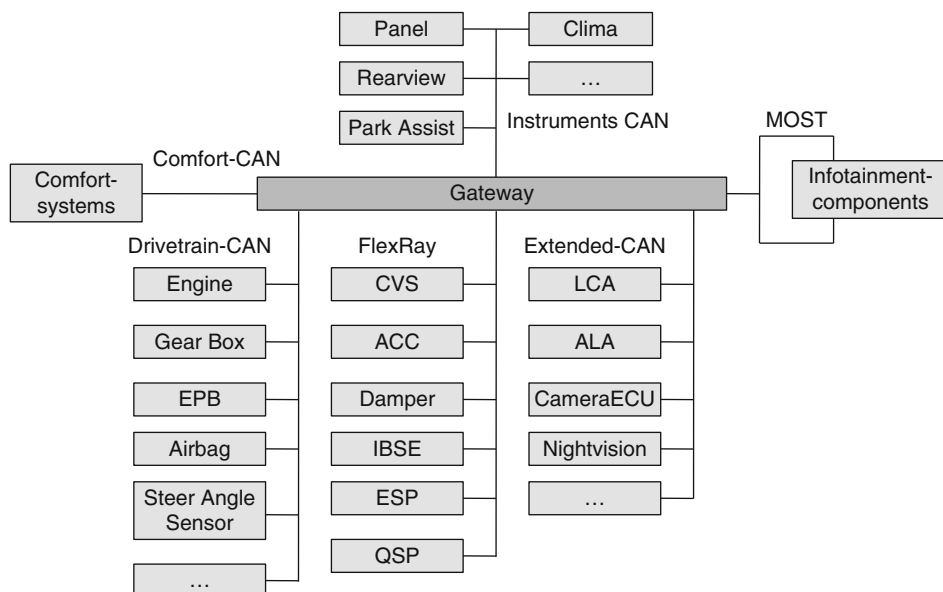 Panel
Clima
Rearview
…
Park Assist
Instruments CAN
MOST
Comfort-CAN
Comfort-
systems
Gateway
Infotainment-
components
Drivetrain-CAN
Engine
Gear Box
EPB
Airbag
Steer Angle
Sensor
…
FlexRay
CVS
ACC
Damper
IBSE
ESP
QSP
Extended-CAN
LCA
ALA
CameraECU
Nightvision
…